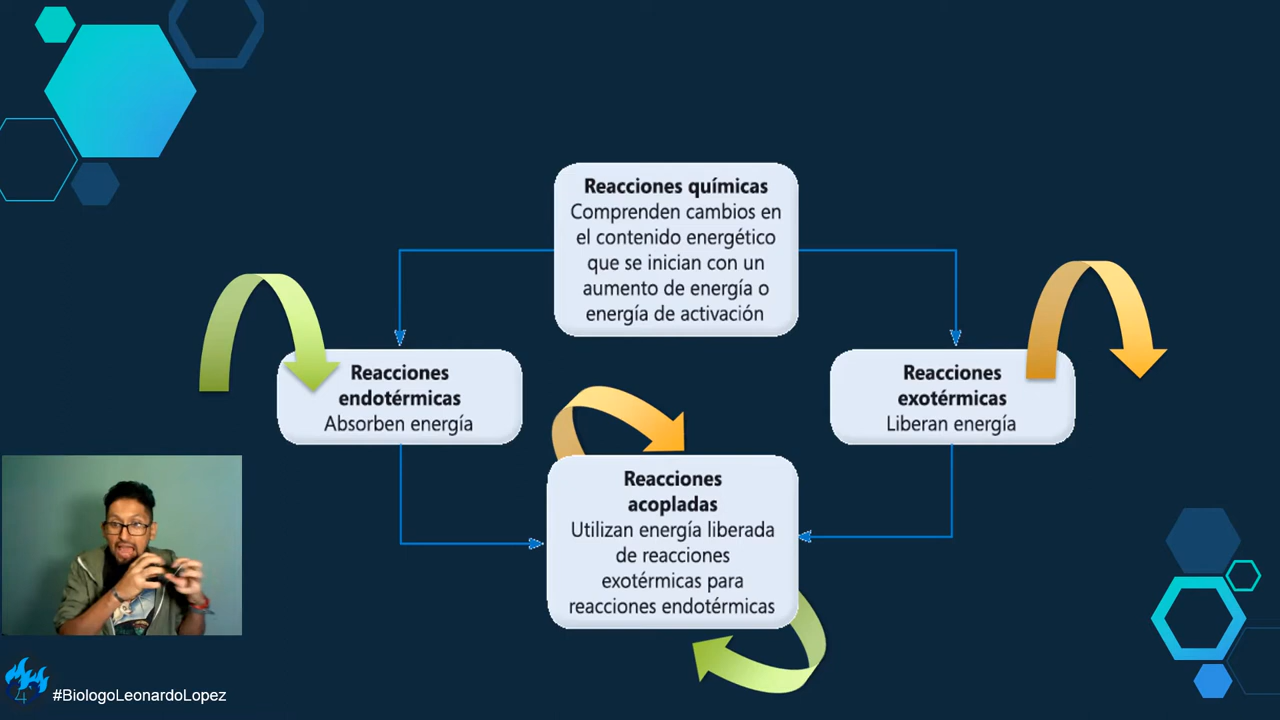 Reacciones químicas
Comprenden cambios en
el contenido energético
que se inician con un
aumento de energía o
energía de activación
Reacciones
endotérmicas
Absorben energía
Reacciones
exotérmicas
Liberan energía
Reacciones
acopladas
Utilizan energía liberada
de reacciones
exotérmicas para
reacciones endotérmicas
4
#BiologoLeonardoLopez